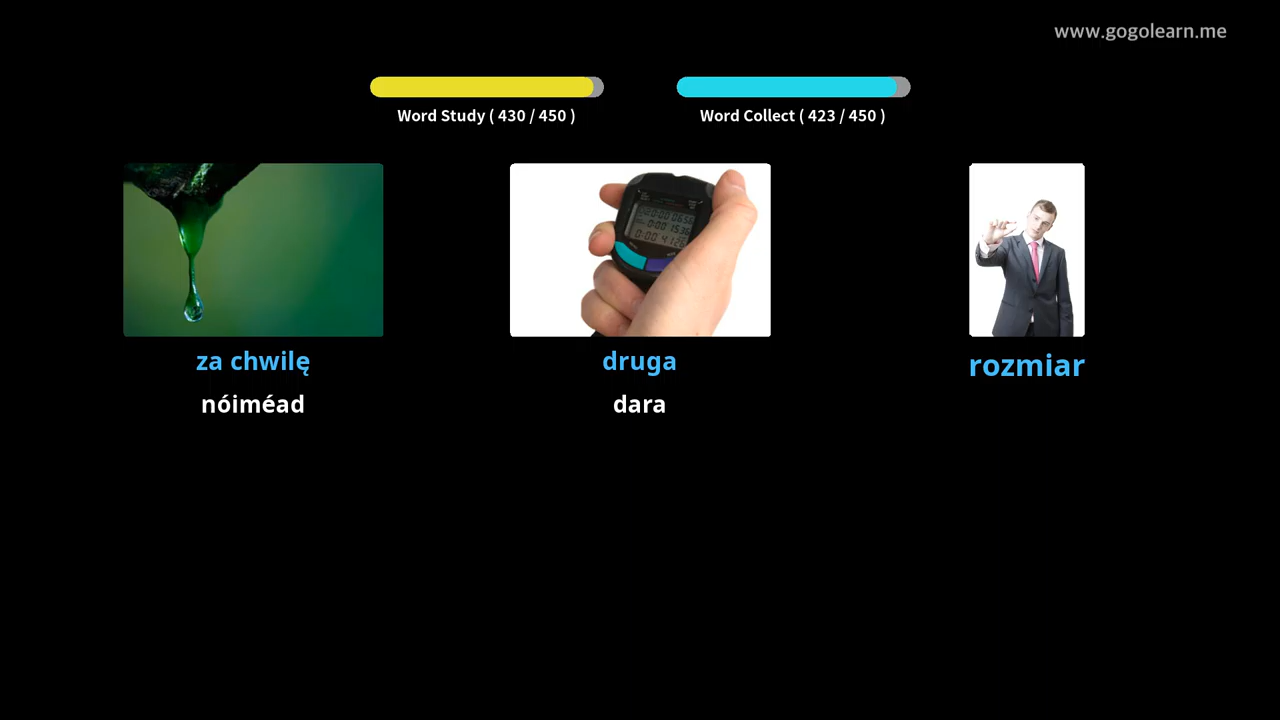 www.gogolearn.me
Word Study ( 430 / 450 )
Word Collect ( 423 / 450 )
za chwilę
druga
rozmiar
nóiméad
dara